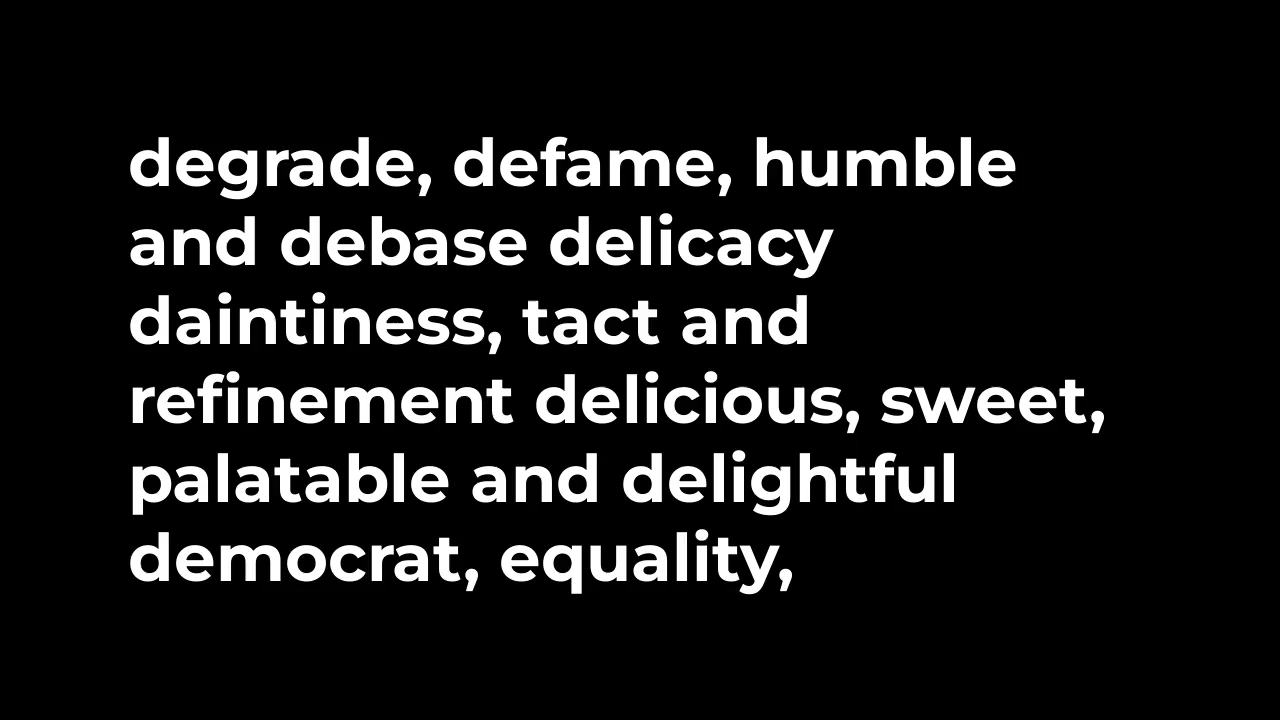 degrade, defame, humble
and debase delicacy
daintiness, tact and
refinement delicious, sweet,
palatable and delightful
democrat, equality,